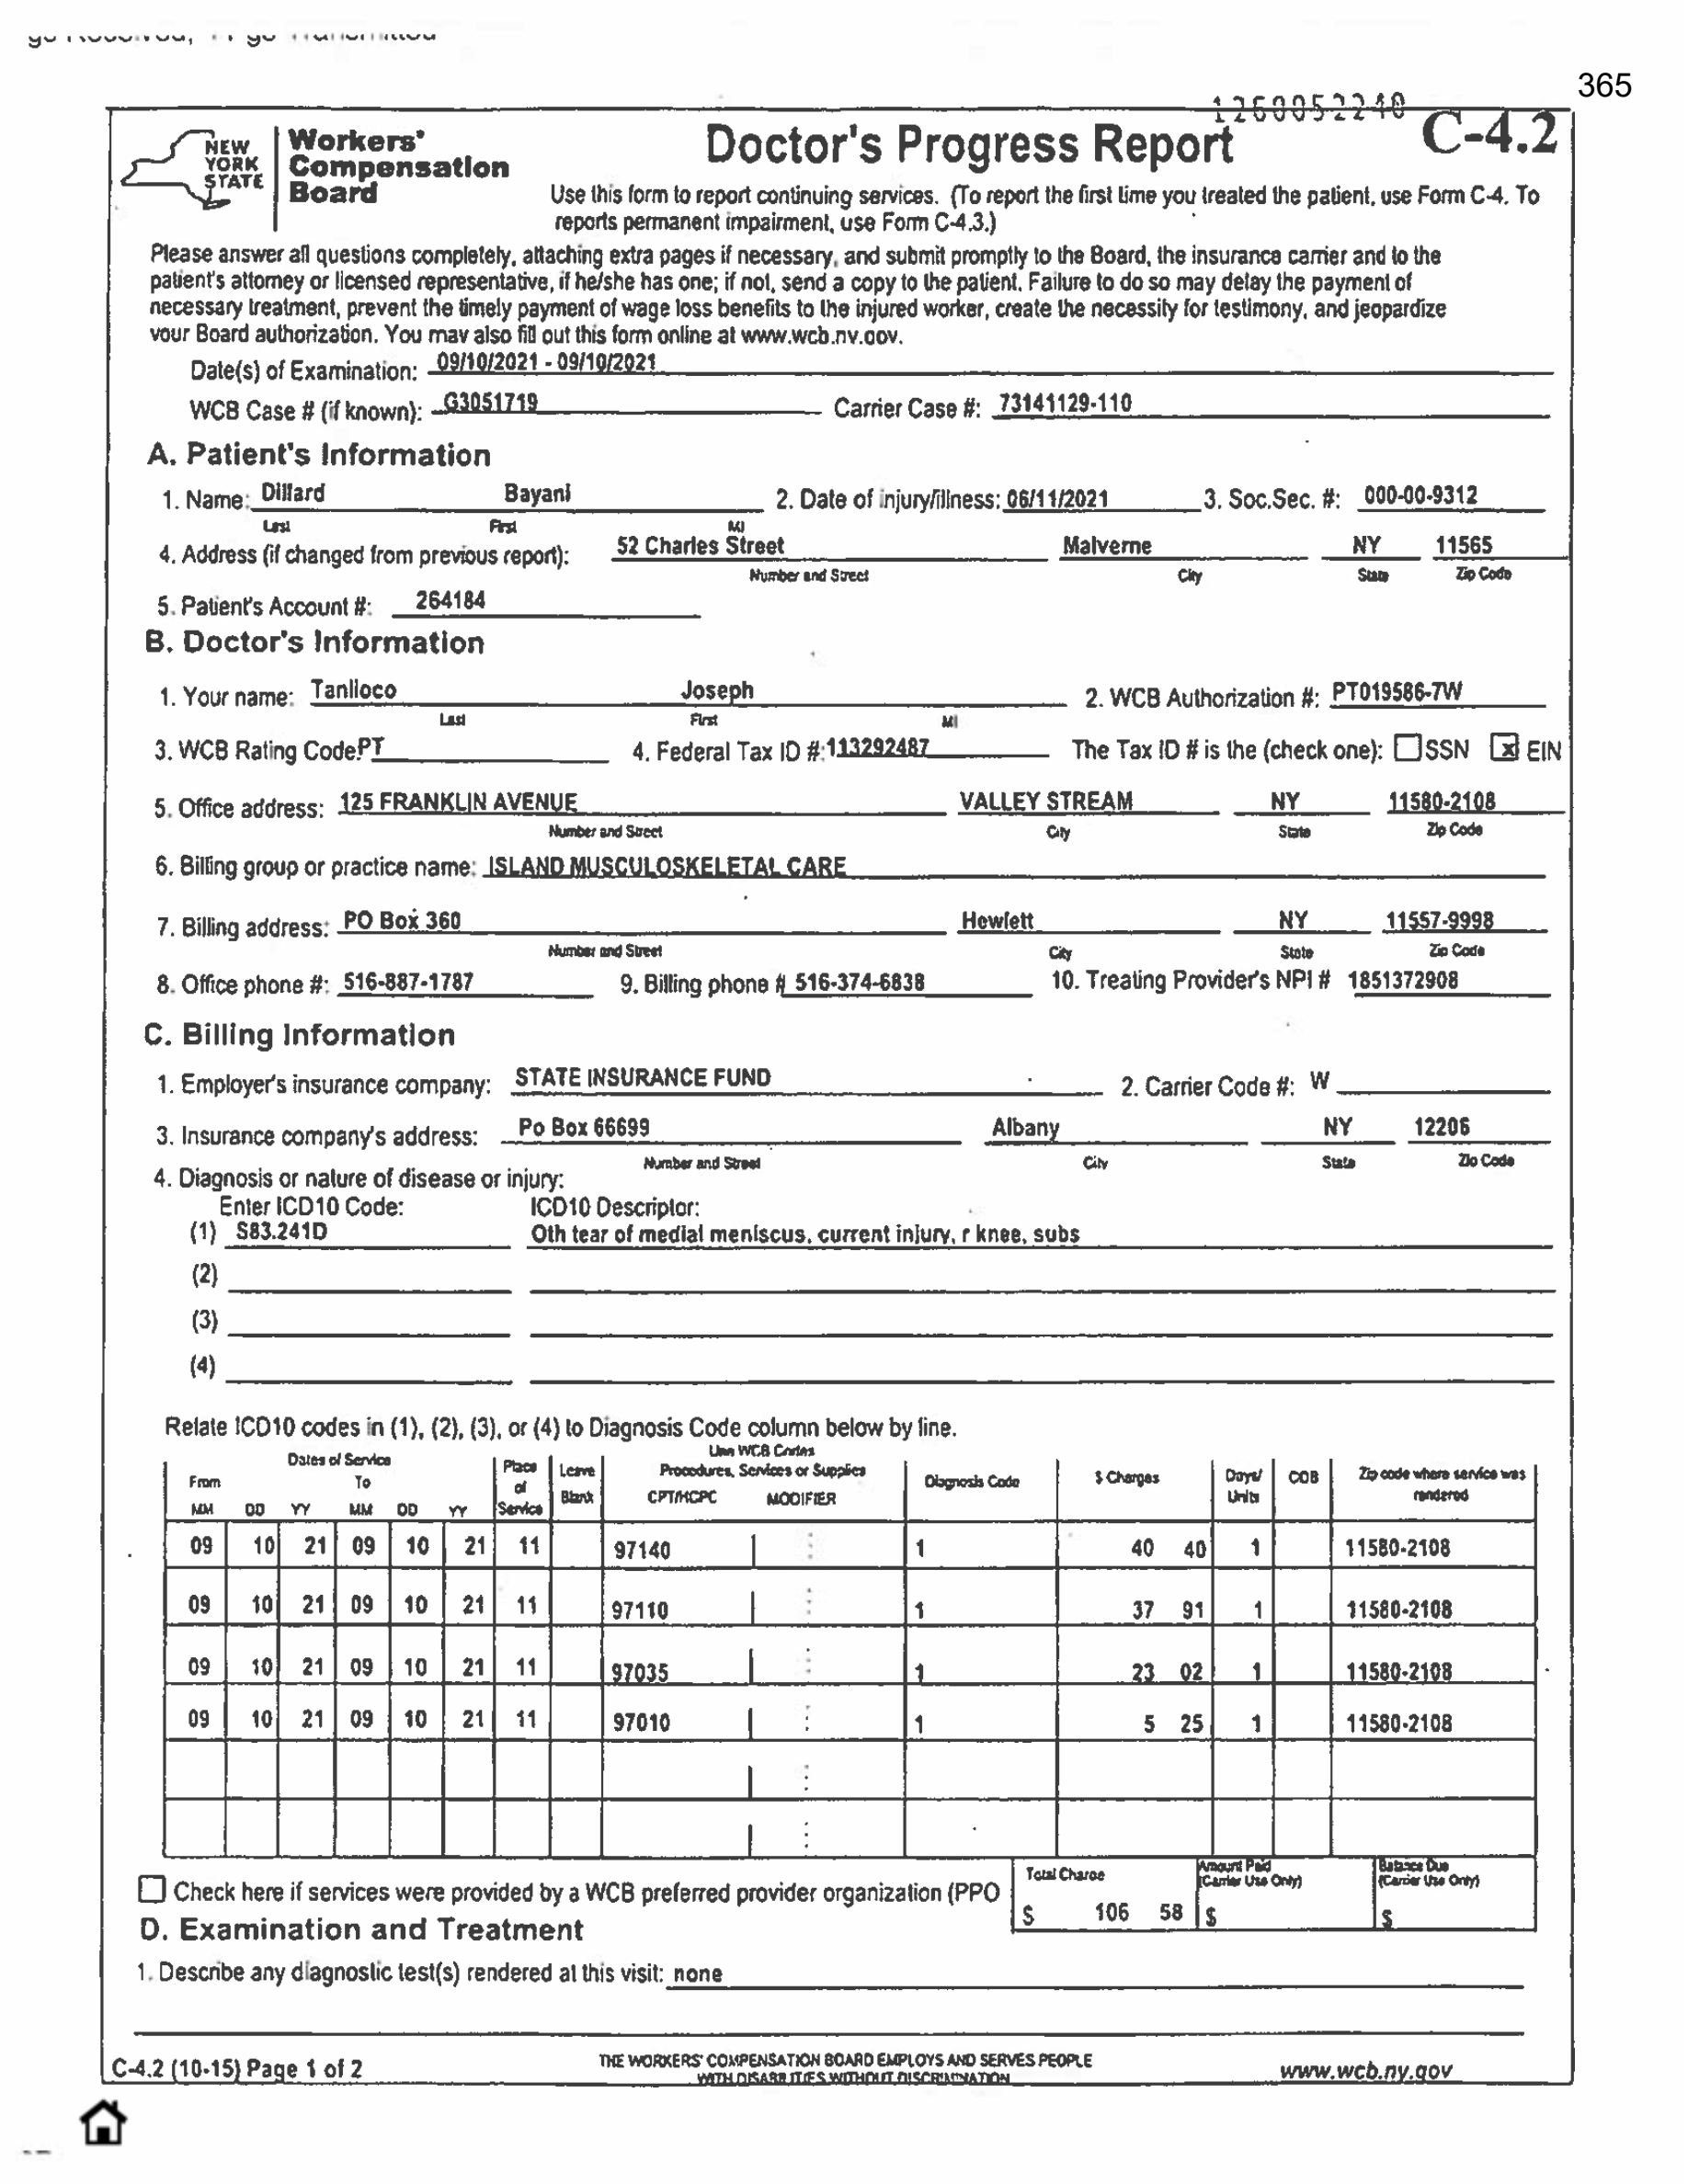 365
1260052240
NEW
YORK
STATE
Workers'
Compensation
Board
Doctor's Progress Report
C-4.2
Use this form to report continuing services. (To report the first time you treated the patient, use Form C-4. To
reports permanent impairment, use Form C-4.3.)
Please answer all questions completely, attaching extra pages if necessary, and submit promptly to the Board, the insurance carrier and to the
patient's attorney or licensed representative, if he/she has one; if not, send a copy to the patient. Failure to do so may delay the payment of
necessary treatment, prevent the timely payment of wage loss benefits to the injured worker, create the necessity for testimony, and jeopardize
your Board authorization. You may also fill out this form online at www.wcb.ny.gov.
Date(s) of Examination: 09/10/2021 - 09/10/2021
WCB Case # (if known): G3051719 Carrier Case #: 73141129-110
A. Patient's Information
1. Name: Dillard Bayani 2. Date of injury/illness: 06/11/2021 3. Soc.Sec. #: 000-00-9312
Last First MI
4. Address (if changed from previous report): 52 Charles Street Malverne NY 11565
Number and Street City State Zip Code
5. Patient's Account #: 264184
B. Doctor's Information
1. Your name: Tanlioco Joseph 2. WCB Authorization #: PT019586-7W
Last First MI
3. WCB Rating Code: PT 4. Federal Tax ID #: 113292487 The Tax ID # is the (check one): SSN x EIN
5. Office address: 125 FRANKLIN AVENUE VALLEY STREAM NY 11580-2108
Number and Street City State Zip Code
6. Billing group or practice name: ISLAND MUSCULOSKELETAL CARE
7. Billing address: PO Box 360 Hewlett NY 11557-9998
Number and Street City State Zip Code
8. Office phone #: 516-887-1787 9. Billing phone # 516-374-6838 10. Treating Provider's NPI # 1851372908
C. Billing Information
1. Employer's insurance company: STATE INSURANCE FUND 2. Carrier Code #: W
3. Insurance company's address: Po Box 66699 Albany NY 12206
Number and Street City State Zip Code
4. Diagnosis or nature of disease or injury:
Enter ICD10 Code: ICD10 Descriptor:
(1) S83.241D Oth tear of medial meniscus, current injury, r knee, subs
(2)
(3)
(4)
Relate ICD10 codes in (1), (2), (3), or (4) to Diagnosis Code column below by line.
Dates of Service Place of Service Leave Blank Use WCB Codes
From To Procedures, Services or Supplies Diagnosis Code $ Charges Days/ Units COB Zip code where service was rendered
MM DD YY MM DD YY CPT/HCPC MODIFIER
09 10 21 09 10 21 11 97140 1 40 40 1 11580-2108
09 10 21 09 10 21 11 97110 1 37 91 1 11580-2108
09 10 21 09 10 21 11 97035 1 23 02 1 11580-2108
09 10 21 09 10 21 11 97010 1 5 25 1 11580-2108
Check here if services were provided by a WCB preferred provider organization (PPO
Total Charge Amount Paid (Carrier Use Only) Balance Due (Carrier Use Only)
$ 106 58 $ $
D. Examination and Treatment
1. Describe any diagnostic test(s) rendered at this visit: none
C-4.2 (10-15) Page 1 of 2
THE WORKERS' COMPENSATION BOARD EMPLOYS AND SERVES PEOPLE
WITH DISABILITIES WITHOUT DISCRIMINATION
www.wcb.ny.gov